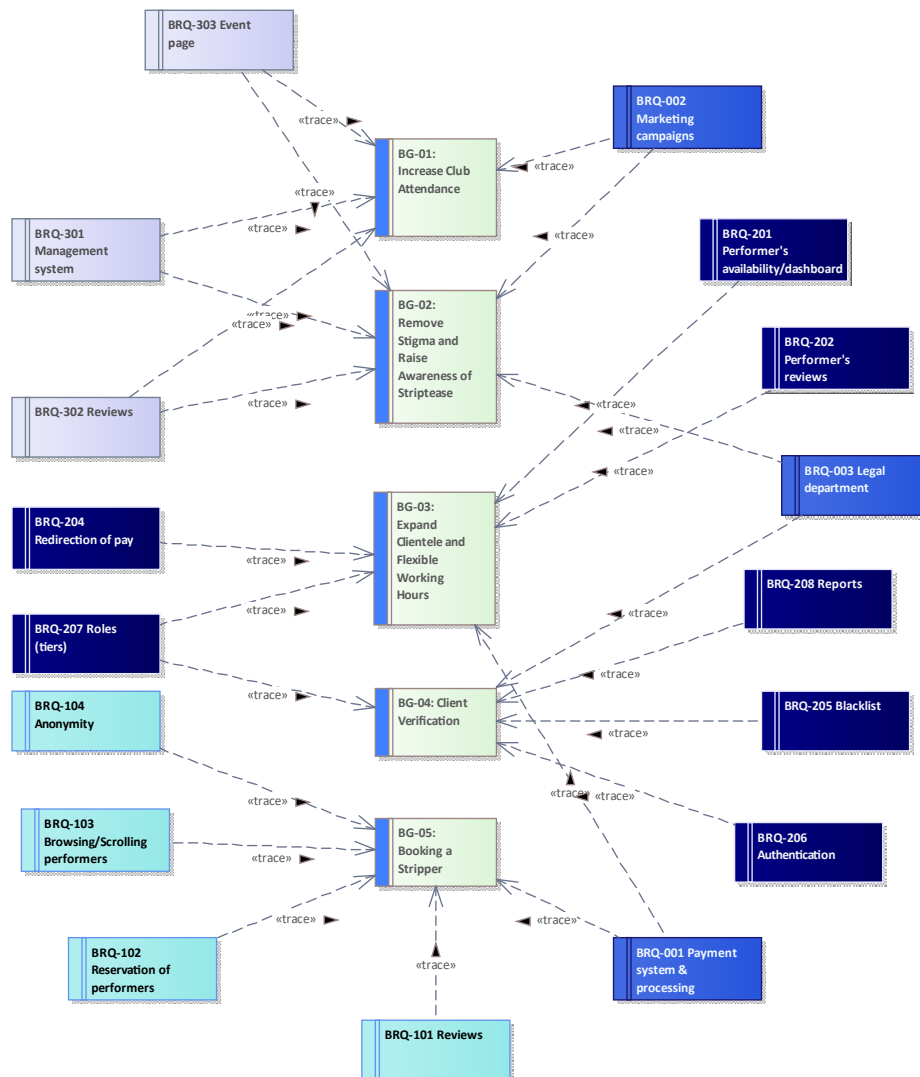 BRQ-303 Event
page
BRQ-002
Marketing
campaigns
«trace»
BG-01:
Increase Club
Attendance
«trace»
«trace»
BRQ-301
Management
system
«trace»
«trace»
BRQ-201
Performer's
availability/dashboard
BG-02:
Remove
Stigma and
Raise
Awareness of
Striptease
«trace»
«trace»
«trace»
BRQ-202
Performer's
reviews
BRQ-302 Reviews
«trace»
«trace»
«trace»
BRQ-003 Legal
department
BRQ-204
Redirection of pay
BG-03:
Expand
Clientele and
Flexible
Working
Hours
«trace»
«trace»
BRQ-207 Roles
(tiers)
«trace»
BRQ-208 Reports
«trace»
BRQ-104
Anonymity
«trace»
BG-04: Client
Verification
«trace»
BRQ-205 Blacklist
«trace»
«trace»
«trace»
«trace»
BRQ-103
Browsing/Scrolling
performers
BG-05:
Booking a
Stripper
BRQ-206
Authentication
«trace»
«trace»
«trace»
BRQ-102
Reservation of
performers
BRQ-001 Payment
system &
processing
«trace»
BRQ-101 Reviews